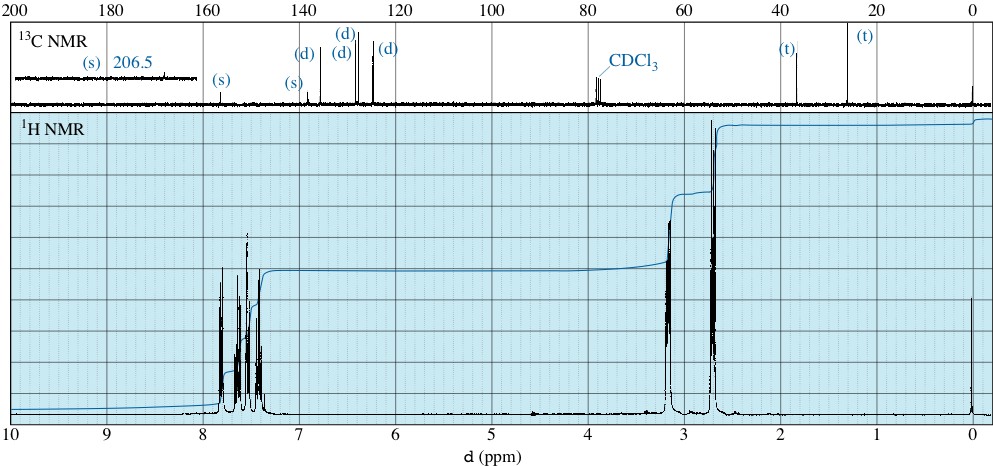 200 180 160 140 120 100 80 60 40 20 0
13C NMR
(s) 206.5
(s)
(s)
(d)
(d)
(d)
(d)
CDCl3
(t)
(t)
1H NMR
10 9 8 7 6 5 4 3 2 1 0
d (ppm)